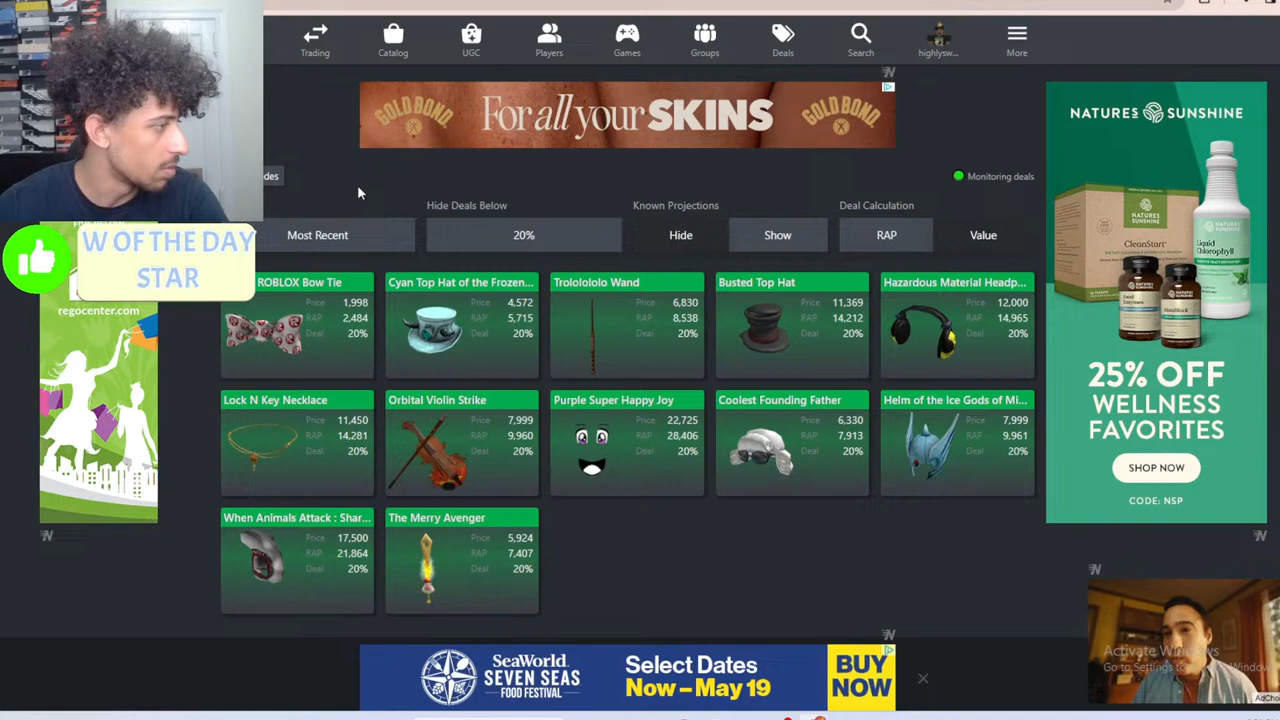 Trading
Catalog
UGC
Players
Games
Groups
Deals
Search
highlysw...
More
GOLD BOND
For all your SKINS
GOLD BOND
NATURE'S SUNSHINE
des
Monitoring deals
Hide Deals Below
Known Projections
Deal Calculation
Most Recent
20%
Hide
Show
RAP
Value
W OF THE DAY
STAR
regocenter.com
ROBLOX Bow Tie
Price 1,998
RAP 2,484
Deal 20%
Cyan Top Hat of the Frozen...
Price 4,572
RAP 5,715
Deal 20%
Trolololololo Wand
Price 6,830
RAP 8,538
Deal 20%
Busted Top Hat
Price 11,369
RAP 14,212
Deal 20%
Hazardous Material Headp...
Price 12,000
RAP 14,965
Deal 20%
Lock N Key Necklace
Price 11,450
RAP 14,281
Deal 20%
Orbital Violin Strike
Price 7,999
RAP 9,960
Deal 20%
Purple Super Happy Joy
Price 22,725
RAP 28,406
Deal 20%
Coolest Founding Father
Price 6,330
RAP 7,913
Deal 20%
Helm of the Ice Gods of Mi...
Price 7,999
RAP 9,961
Deal 20%
When Animals Attack : Shar...
Price 17,500
RAP 21,864
Deal 20%
The Merry Avenger
Price 5,924
RAP 7,407
Deal 20%
CleanStart
Liquid
Chlorophyll
25% OFF
WELLNESS
FAVORITES
SHOP NOW
CODE: NSP
SEAWORLD
SEVEN SEAS
FOOD FESTIVAL
Select Dates
Now – May 19
BUY
NOW
Activate Windows
Go to Settings to activate Window
AdChoi